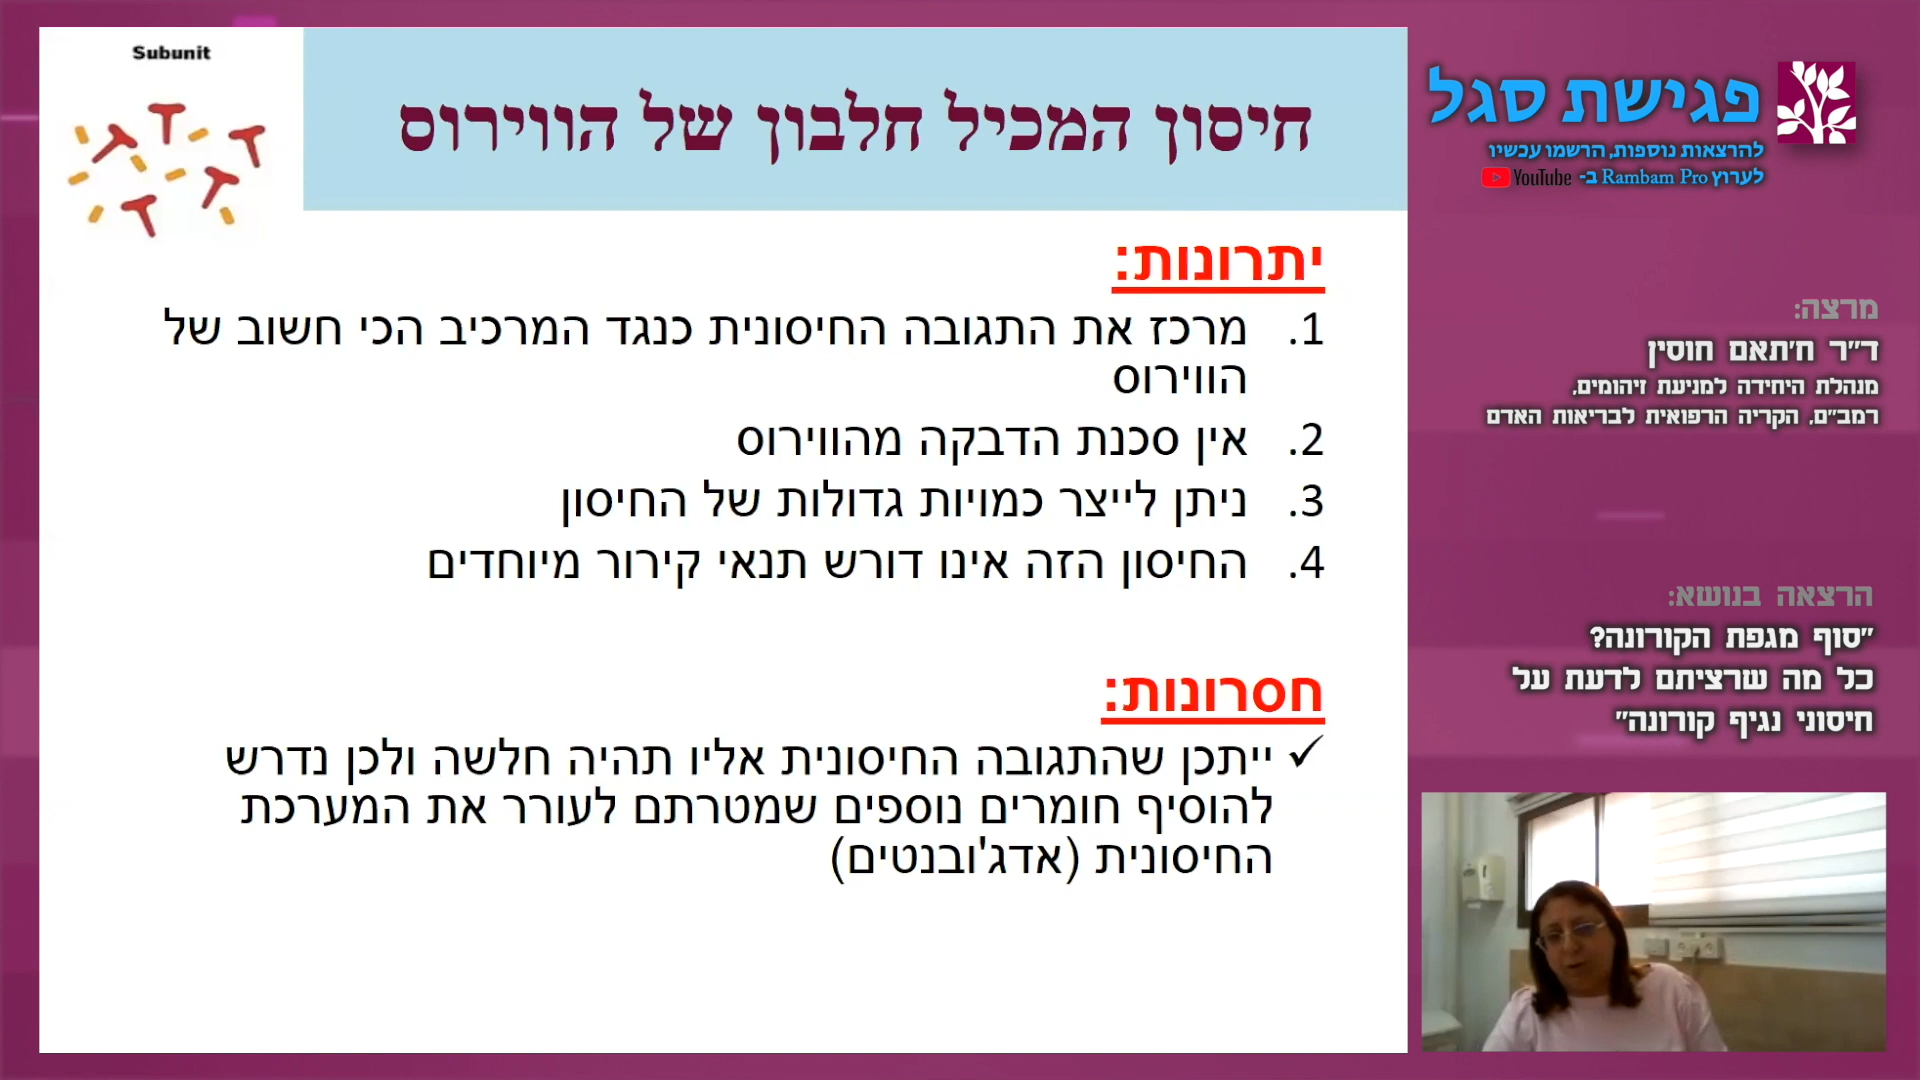 Subunit
חיסון המכיל חלבון של הווירוס
יתרונות:
1. מרכז את התגובה החיסונית כנגד המרכיב הכי חשוב של
הווירוס
2. אין סכנת הדבקה מהווירוס
3. ניתן לייצר כמויות גדולות של החיסון
4. החיסון הזה אינו דורש תנאי קירור מיוחדים
חסרונות:
✓ ייתכן שהתגובה החיסונית אליו תהיה חלשה ולכן נדרש
להוסיף חומרים נוספים שמטרתם לעורר את המערכת
החיסונית (אדג'ובנטים)
פגישת סגל
להרצאות נוספות, הרשמו עכשיו
לערוץ Rambam Pro ב- YouTube
מרצה:
ד"ר ח'תאם חוסין
מנהלת היחידה למניעת זיהומים,
רמב"ם, הקריה הרפואית לבריאות האדם
הרצאה בנושא:
"סוף מגפת הקורונה?
כל מה שרציתם לדעת על
חיסוני נגיף קורונה"